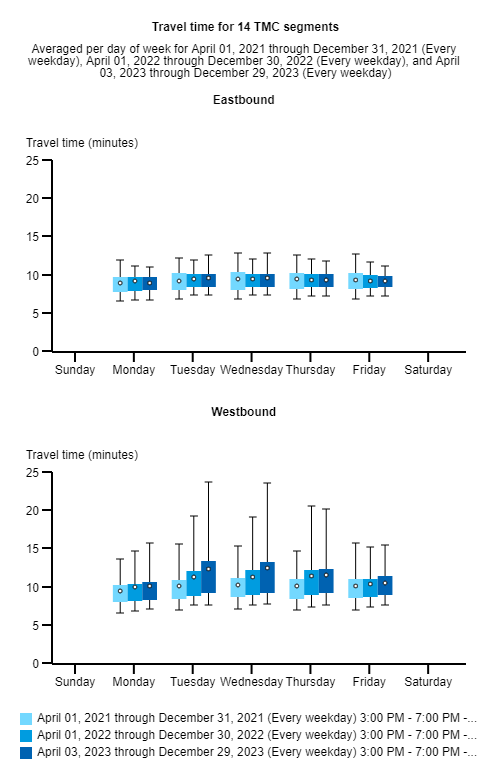 Travel time for 14 TMC segments
Averaged per day of week for April 01, 2021 through December 31, 2021 (Every
weekday), April 01, 2022 through December 30, 2022 (Every weekday), and April
03, 2023 through December 29, 2023 (Every weekday)
Eastbound
Travel time (minutes)
25
20
15
10
5
0
Sunday Monday Tuesday Wednesday Thursday Friday Saturday
Westbound
Travel time (minutes)
25
20
15
10
5
0
Sunday Monday Tuesday Wednesday Thursday Friday Saturday
April 01, 2021 through December 31, 2021 (Every weekday) 3:00 PM - 7:00 PM -...
April 01, 2022 through December 30, 2022 (Every weekday) 3:00 PM - 7:00 PM -...
April 03, 2023 through December 29, 2023 (Every weekday) 3:00 PM - 7:00 PM -...